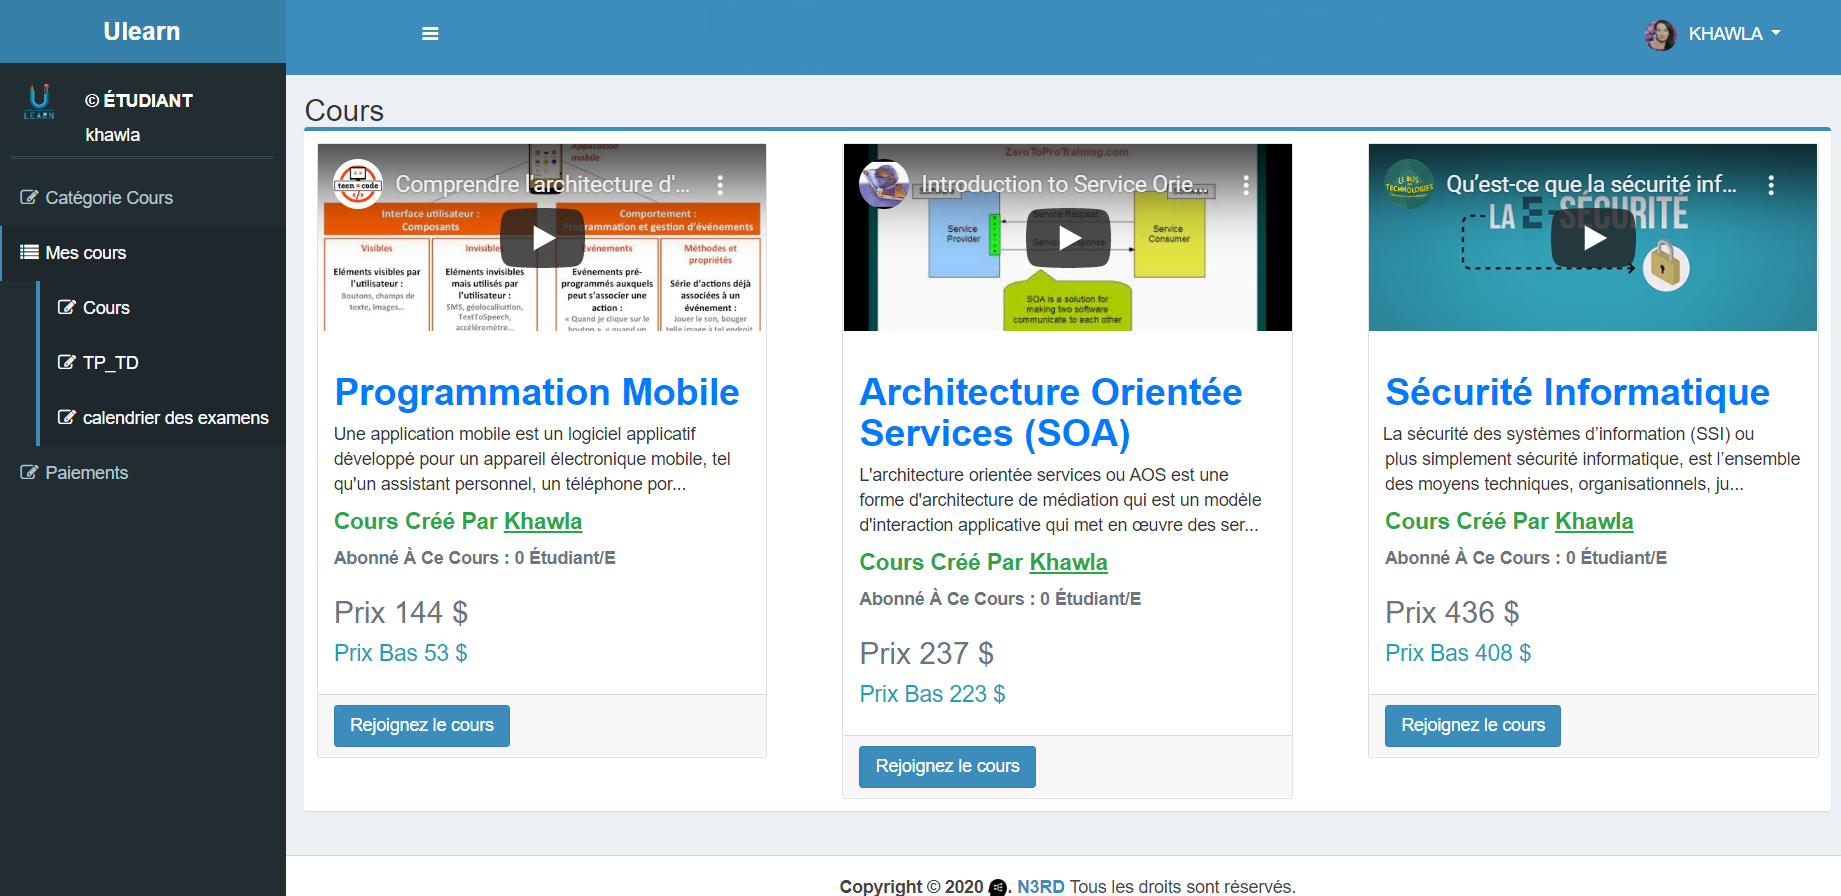 Ulearn
KHAWLA
© ÉTUDIANT
khawla
LEARN
Catégorie Cours
Mes cours
Cours
TP_TD
calendrier des examens
Paiements
Cours
Application
mobile
teen code
Comprendre l'architecture d'...
Interface utilisateur :
Composants
Comportement :
Programmation et gestion d'événements
Visibles
Eléments visibles par
l'utilisateur :
Boutons, champs de
texte, images...
Invisibles
Eléments invisibles
mais utilisés par
l'utilisateur :
SMS, géolocalisation,
TextToSpeech,
accéléromètre...
Evénements
Evénements pré-
programmés auxquels
peut s'associer une
action :
« Quand je clique sur le
bouton », « quand un
Méthodes et
propriétés
Série d'actions déjà
associées à un
événement :
Jouer le son, bouger
telle image à tel endroit
Programmation Mobile
Une application mobile est un logiciel applicatif
développé pour un appareil électronique mobile, tel
qu'un assistant personnel, un téléphone por...
Cours Créé Par Khawla
Abonné À Ce Cours : 0 Étudiant/E
Prix 144 $
Prix Bas 53 $
Rejoignez le cours
ZeroToProTraining.com
Introduction to Service Orie...
Service
Provider
Service Request
Service Response
Service
Consumer
SOA is a solution for
making two software
communicate to each other
Architecture Orientée
Services (SOA)
L'architecture orientée services ou AOS est une
forme d'architecture de médiation qui est un modèle
d'interaction applicative qui met en œuvre des ser...
Cours Créé Par Khawla
Abonné À Ce Cours : 0 Étudiant/E
Prix 237 $
Prix Bas 223 $
Rejoignez le cours
LE BUS
TECHNOLOGIES
Qu’est-ce que la sécurité inf...
LA E-SÉCURITÉ
Sécurité Informatique
La sécurité des systèmes d’information (SSI) ou
plus simplement sécurité informatique, est l’ensemble
des moyens techniques, organisationnels, ju...
Cours Créé Par Khawla
Abonné À Ce Cours : 0 Étudiant/E
Prix 436 $
Prix Bas 408 $
Rejoignez le cours
Copyright © 2020 . N3RD Tous les droits sont réservés.